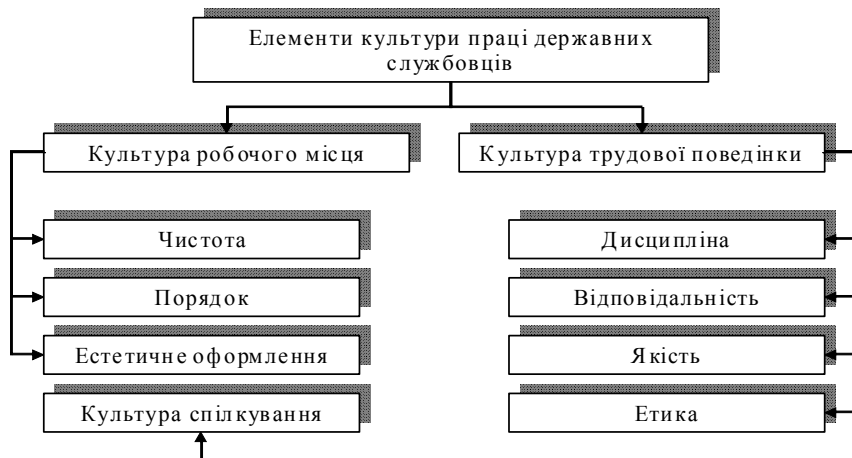 Елементи культури праці державних
службовців
Культура робочого місця
Культура трудової поведінки
Чистота
Дисципліна
Порядок
Відповідальність
Естетичне оформлення
Якість
Культура спілкування
Етика